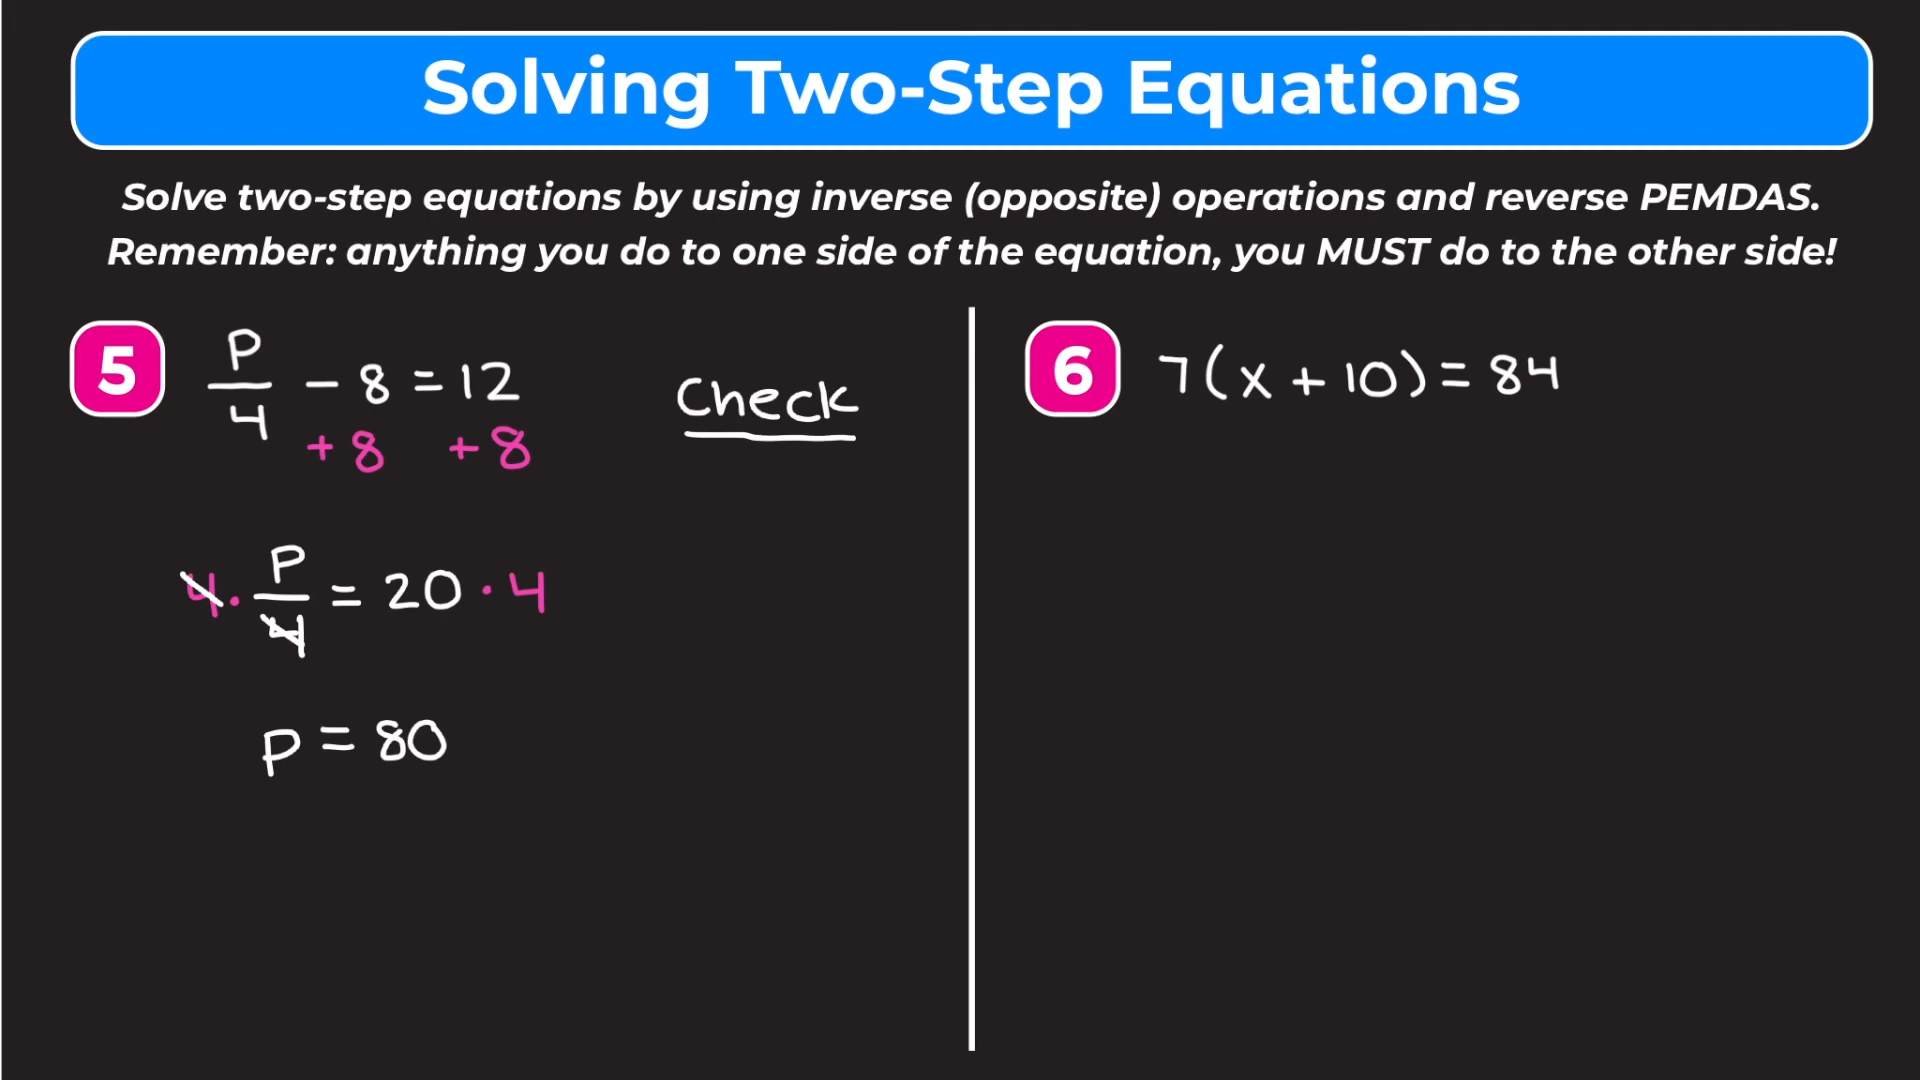 Solving Two-Step Equations
Solve two-step equations by using inverse (opposite) operations and reverse PEMDAS.
Remember: anything you do to one side of the equation, you MUST do to the other side!
5
P/4 - 8 = 12
+8 +8
Check
4 · P/4 = 20 · 4
P = 80
6
7(x + 10) = 84